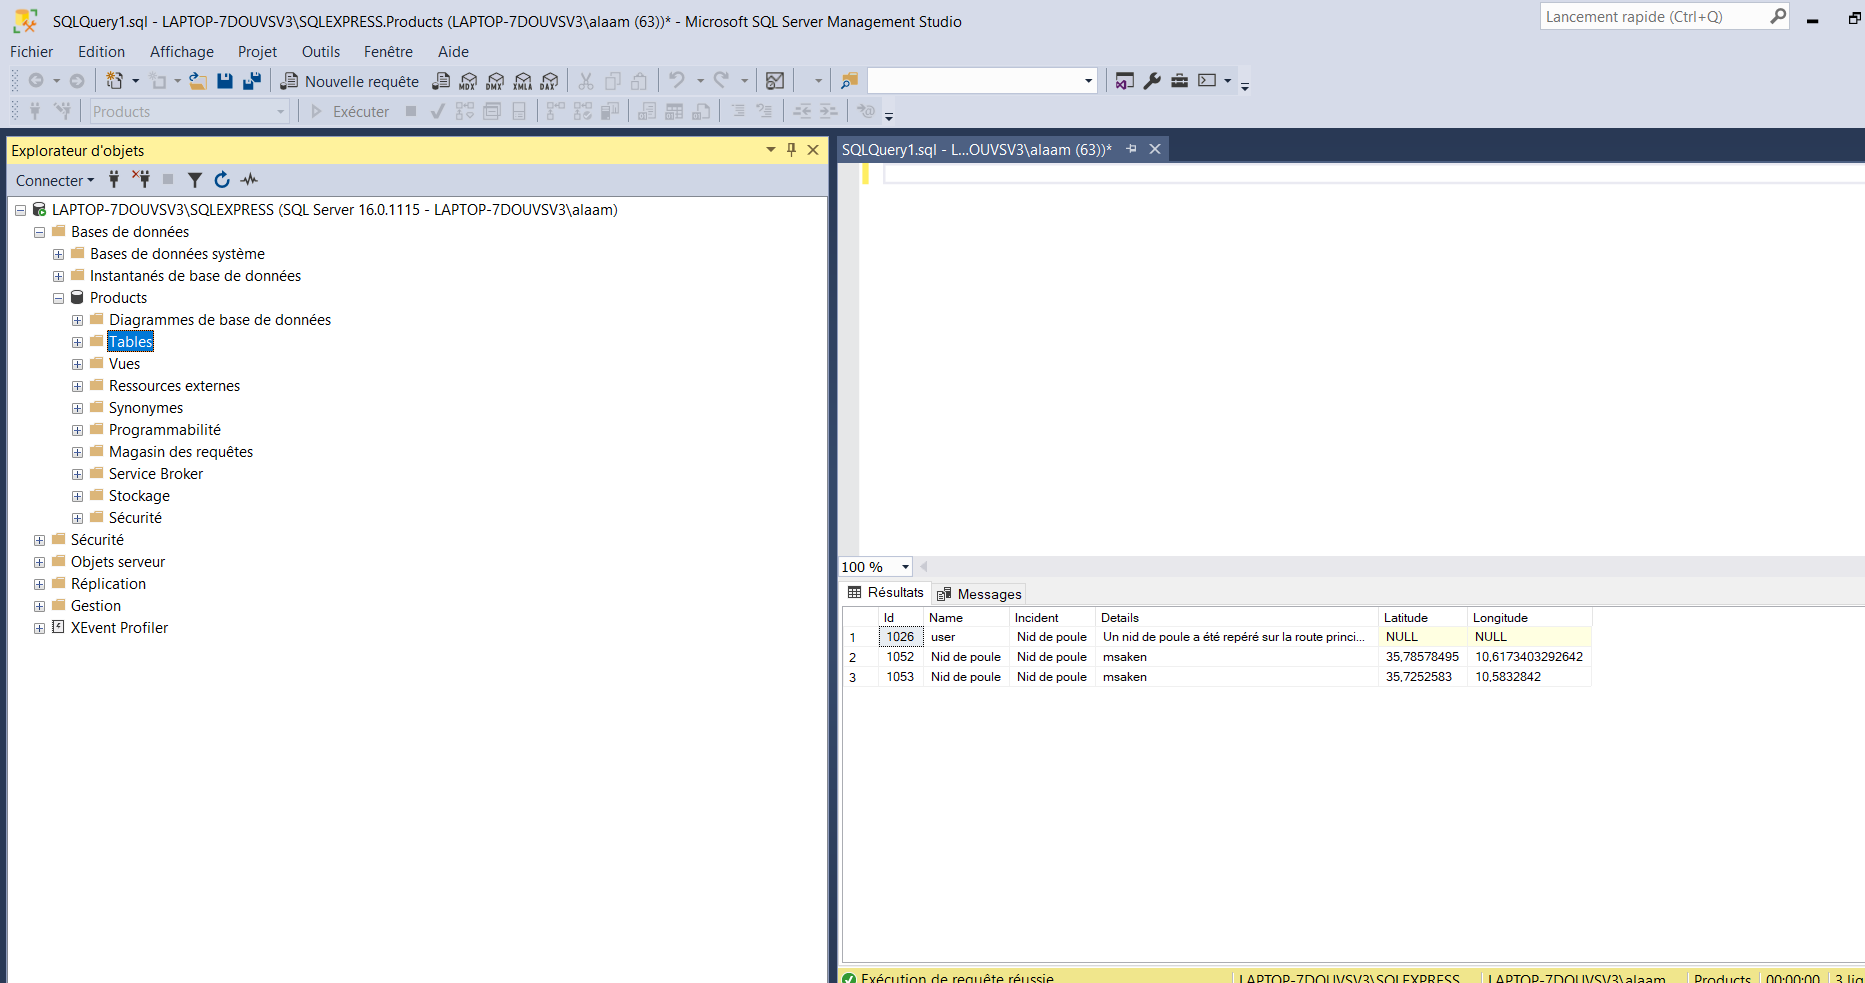 SQLQuery1.sql - LAPTOP-7DOUVSV3\SQLEXPRESS.Products (LAPTOP-7DOUVSV3\alaam (63))* - Microsoft SQL Server Management Studio
Lancement rapide (Ctrl+Q)
Fichier Edition Affichage Projet Outils Fenêtre Aide
Nouvelle requête MDX DMX XMLA DAX
Products Exécuter
Explorateur d'objets
Connecter
LAPTOP-7DOUVSV3\SQLEXPRESS (SQL Server 16.0.1115 - LAPTOP-7DOUVSV3\alaam)
Bases de données
Bases de données système
Instantanés de base de données
Products
Diagrammes de base de données
Tables
Vues
Ressources externes
Synonymes
Programmabilité
Magasin des requêtes
Service Broker
Stockage
Sécurité
Sécurité
Objets serveur
Réplication
Gestion
XEvent Profiler
SQLQuery1.sql - L...OUVSV3\alaam (63))*
100 %
Résultats Messages
Id Name Incident Details Latitude Longitude
1 1026 user Nid de poule Un nid de poule a été repéré sur la route princi... NULL NULL
2 1052 Nid de poule Nid de poule msaken 35,78578495 10,6173403292642
3 1053 Nid de poule Nid de poule msaken 35,7252583 10,5832842
Exécution de requête réussie LAPTOP-7DOUVSV3\SQLEXPRESS LAPTOP-7DOUVSV3\alaam Products 00:00:00 3 lig